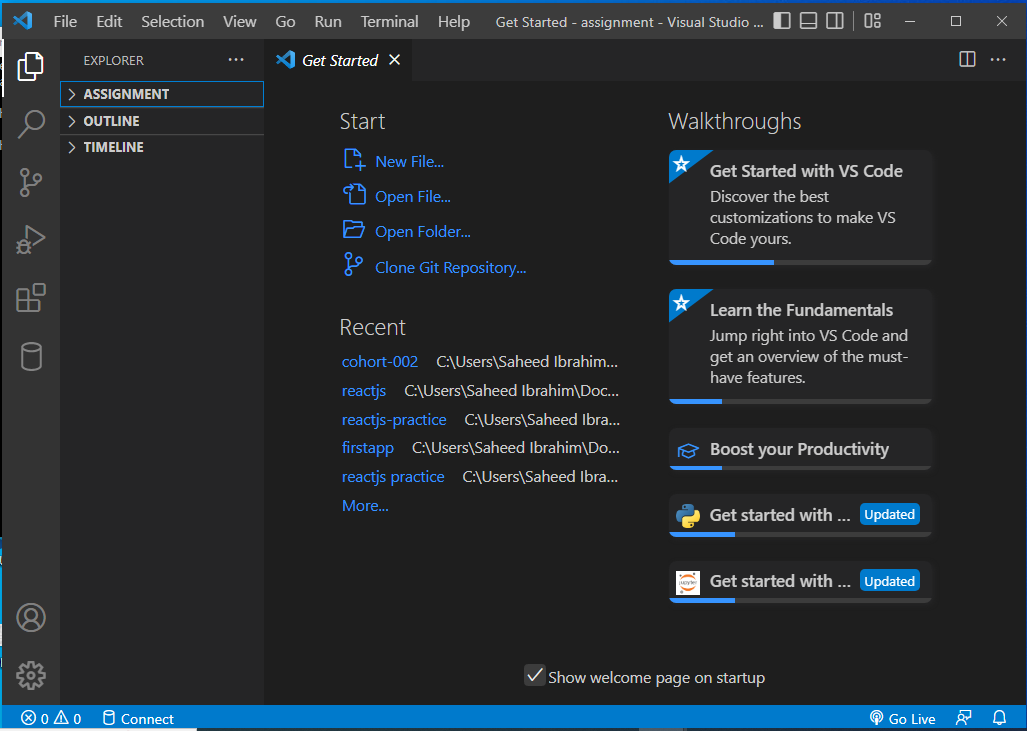 File Edit Selection View Go Run Terminal Help Get Started - assignment - Visual Studio ...
EXPLORER
Get Started
ASSIGNMENT
OUTLINE
TIMELINE
Start
New File...
Open File...
Open Folder...
Clone Git Repository...
Recent
cohort-002 C:\Users\Saheed Ibrahim...
reactjs C:\Users\Saheed Ibrahim\Doc...
reactjs-practice C:\Users\Saheed Ibra...
firstapp C:\Users\Saheed Ibrahim\Do...
reactjs practice C:\Users\Saheed Ibra...
More...
Walkthroughs
Get Started with VS Code
Discover the best
customizations to make VS
Code yours.
Learn the Fundamentals
Jump right into VS Code and
get an overview of the must-
have features.
Boost your Productivity
Get started with ... Updated
jupyter
Get started with ... Updated
Show welcome page on startup
0 0 Connect Go Live